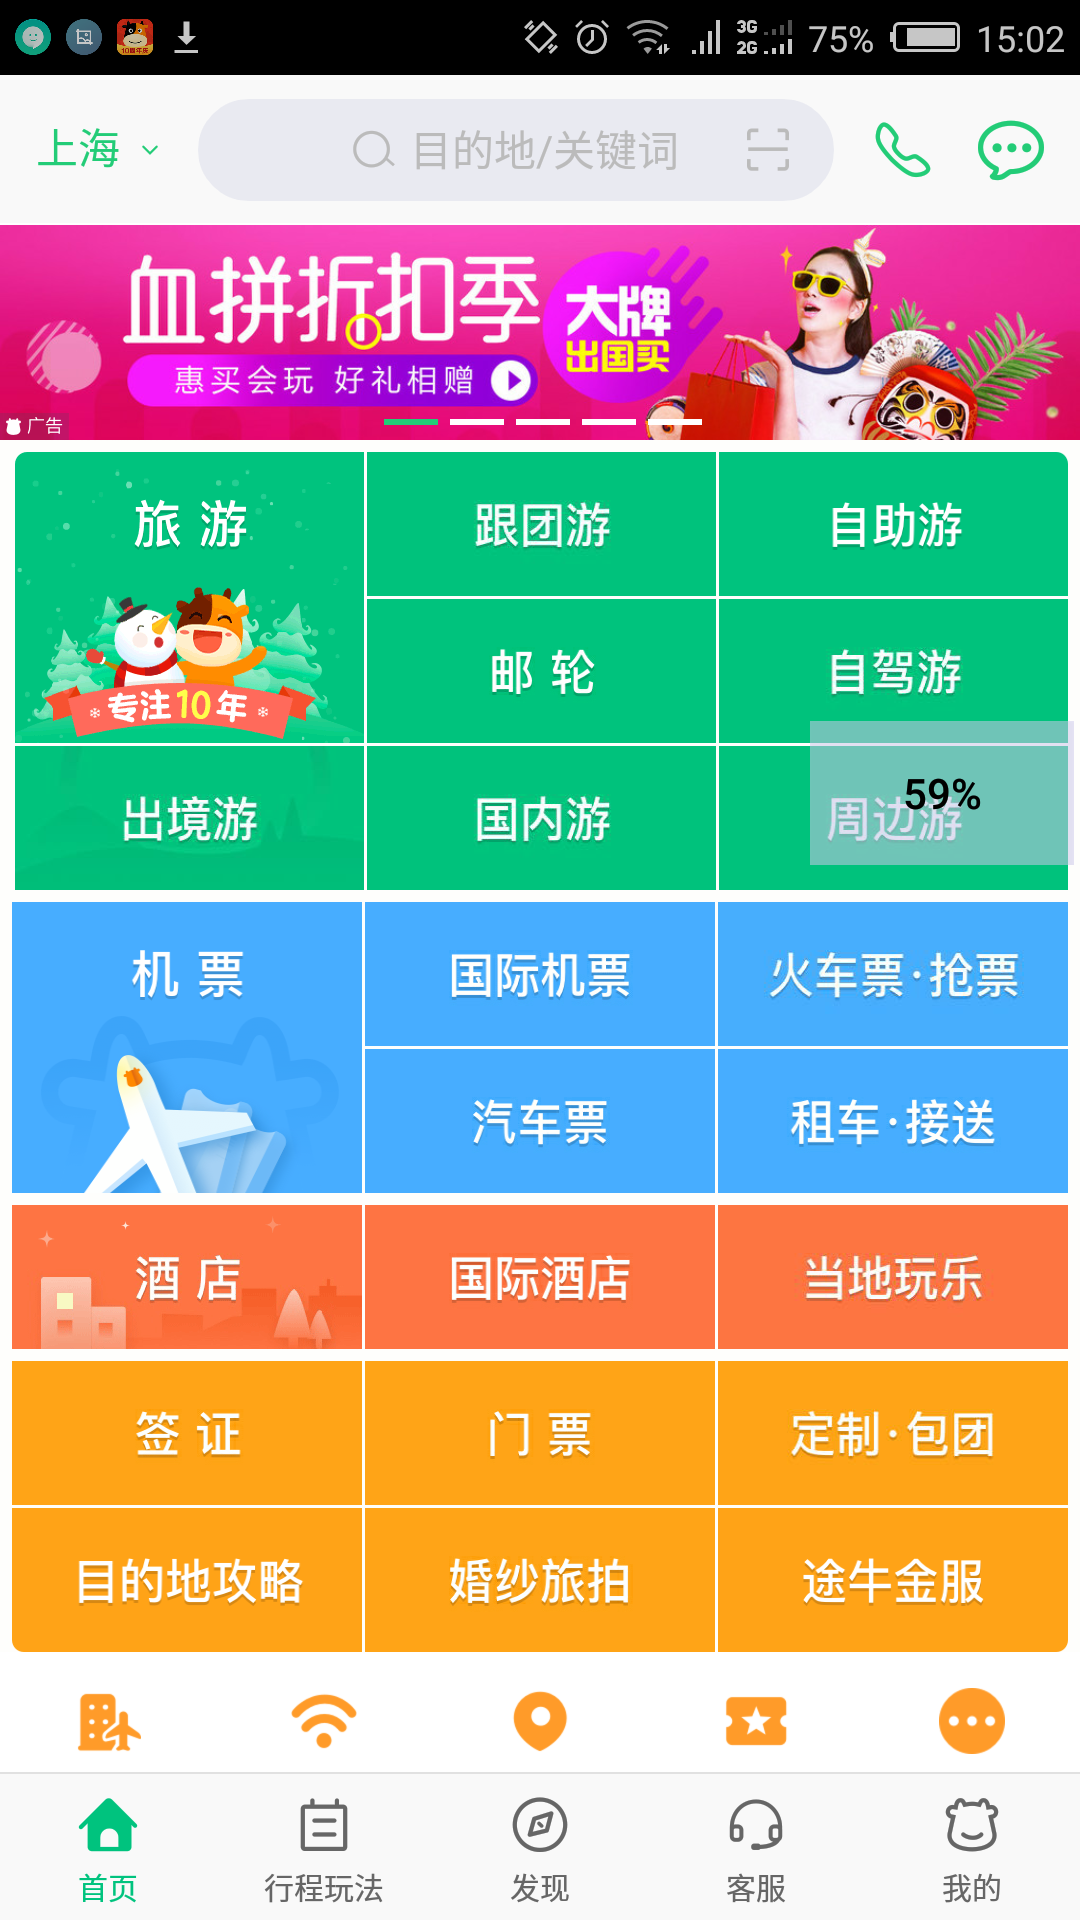 10周年庆
3G
2G
75%
15:02
上海
目的地/关键词
血拼折扣季
大牌
出国买
惠买会玩 好礼相赠
广告
旅 游
跟团游
自助游
专注10年
邮 轮
自驾游
59%
出境游
国内游
周边游
机 票
国际机票
火车票·抢票
汽车票
租车·接送
酒 店
国际酒店
当地玩乐
签 证
门 票
定制·包团
目的地攻略
婚纱旅拍
途牛金服
首页
行程玩法
发现
客服
我的